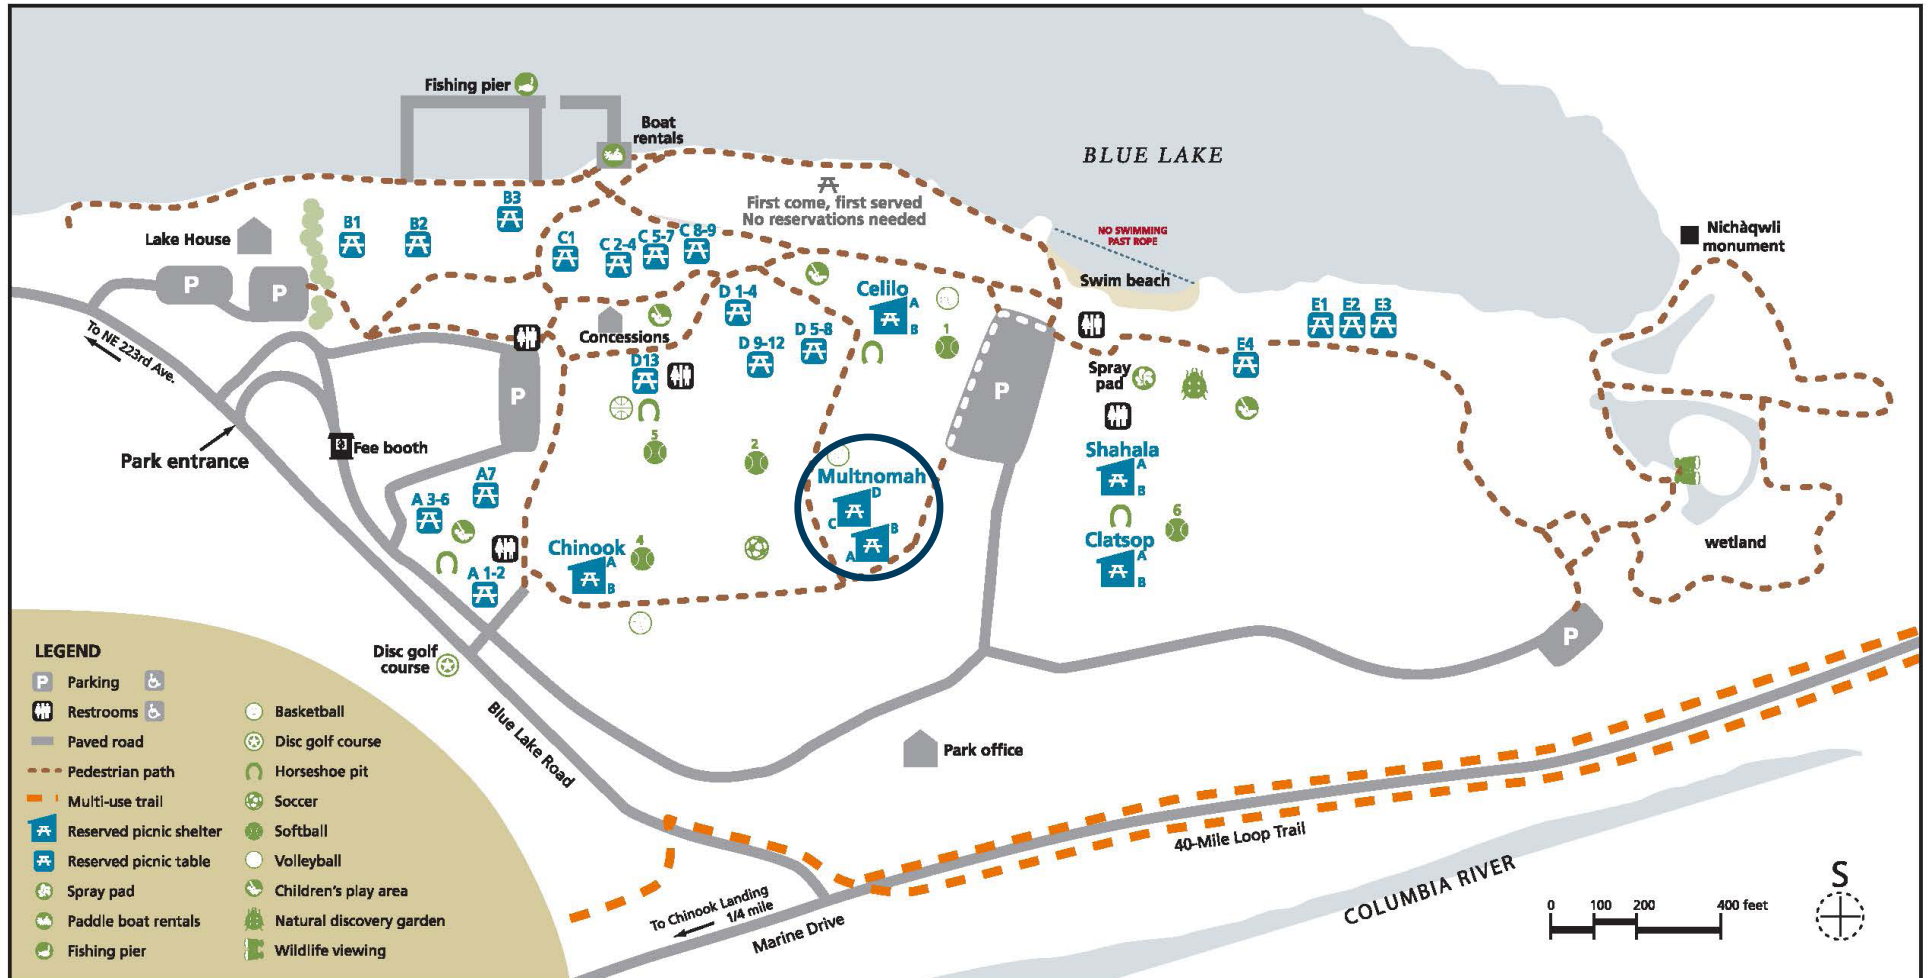 Fishing pier
Boat
rentals
BLUE LAKE
First come, first served
No reservations needed
NO SWIMMING
PAST ROPE
Swim beach
Nichàqwli
monument
Lake House
B1
B2
B3
C1
C 2-4
C 5-7
C 8-9
P
P
To NE 223rd Ave.
Concessions
D 1-4
D 5-8
D 9-12
D13
Celilo
A
B
1
P
P
E1
E2
E3
E4
Spray
pad
Park entrance
Fee booth
5
2
A7
A 3-6
A 1-2
Multnomah
D
C
B
A
Shahala
A
B
6
Clatsop
A
B
Chinook
A
B
4
wetland
P
Disc golf
course
Blue Lake Road
Park office
40-Mile Loop Trail
To Chinook Landing
1/4 mile
Marine Drive
COLUMBIA RIVER
0
100
200
400 feet
S
LEGEND
P
Parking
Restrooms
Paved road
Pedestrian path
Multi-use trail
Reserved picnic shelter
Reserved picnic table
Spray pad
Paddle boat rentals
Fishing pier
Basketball
Disc golf course
Horseshoe pit
Soccer
Softball
Volleyball
Children's play area
Natural discovery garden
Wildlife viewing